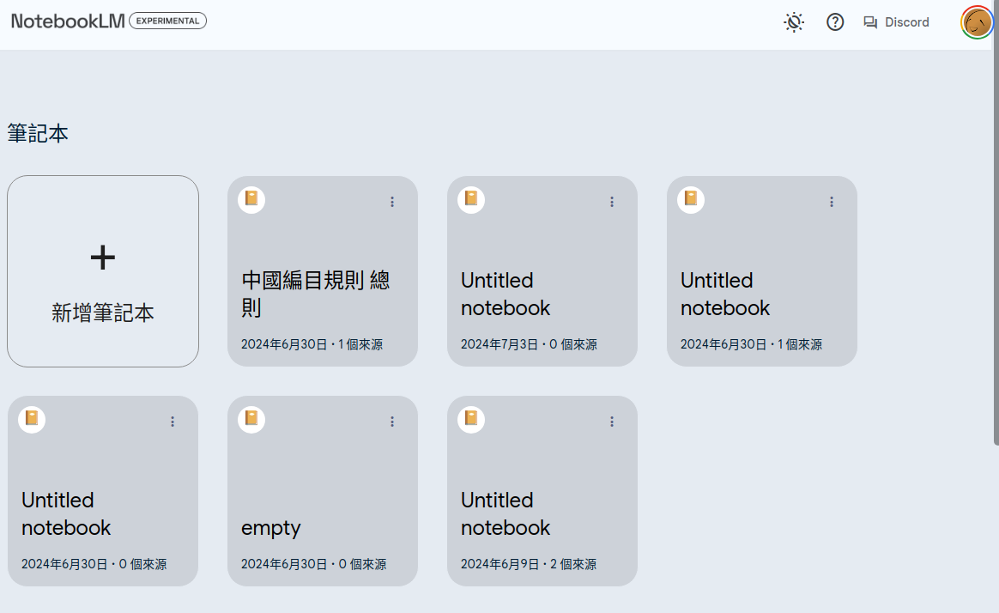 NotebookLM EXPERIMENTAL Discord
筆記本
新增筆記本
中國編目規則 總
則
2024年6月30日・1 個來源
Untitled
notebook
2024年7月3日・0 個來源
Untitled
notebook
2024年6月30日・1 個來源
Untitled
notebook
2024年6月30日・0 個來源
empty
2024年6月30日・0 個來源
Untitled
notebook
2024年6月9日・2 個來源